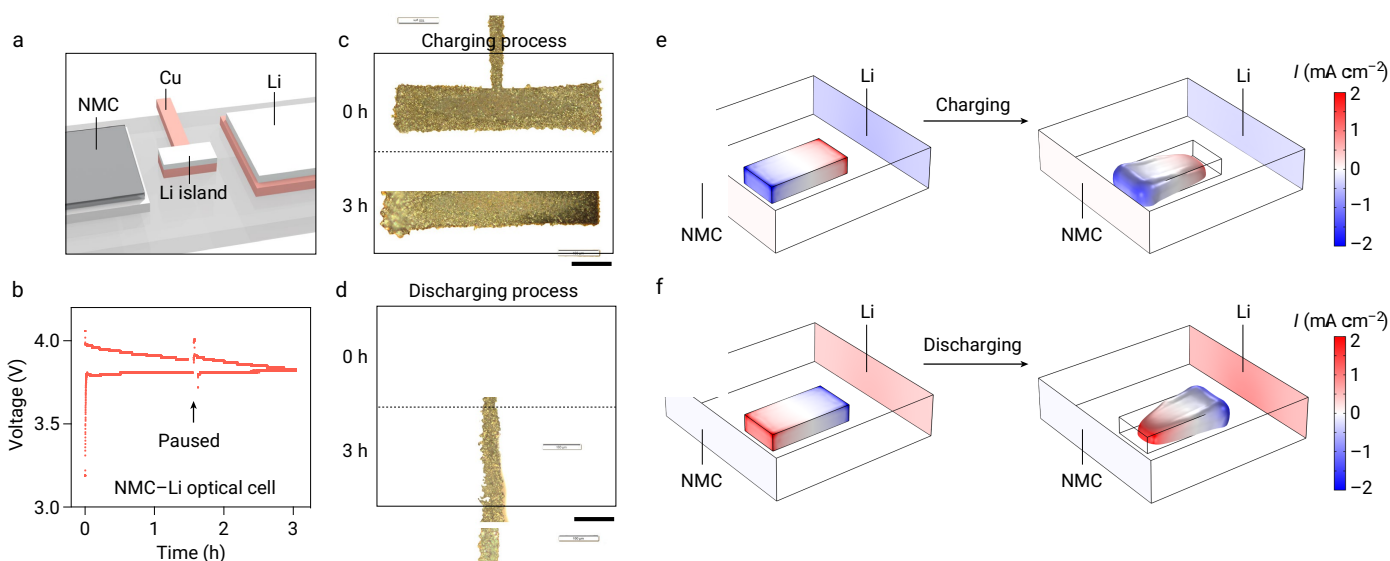 a
Cu
Li
NMC
Li island
b
4.0
3.5
3.0
Voltage (V)
Paused
NMC–Li optical cell
0
1
2
3
Time (h)
c
Charging process
0 h
3 h
d
Discharging process
0 h
3 h
e
Li
Charging
Li
NMC
NMC
I (mA cm−2)
2
1
0
−1
−2
f
Li
Discharging
Li
NMC
NMC
I (mA cm−2)
2
1
0
−1
−2